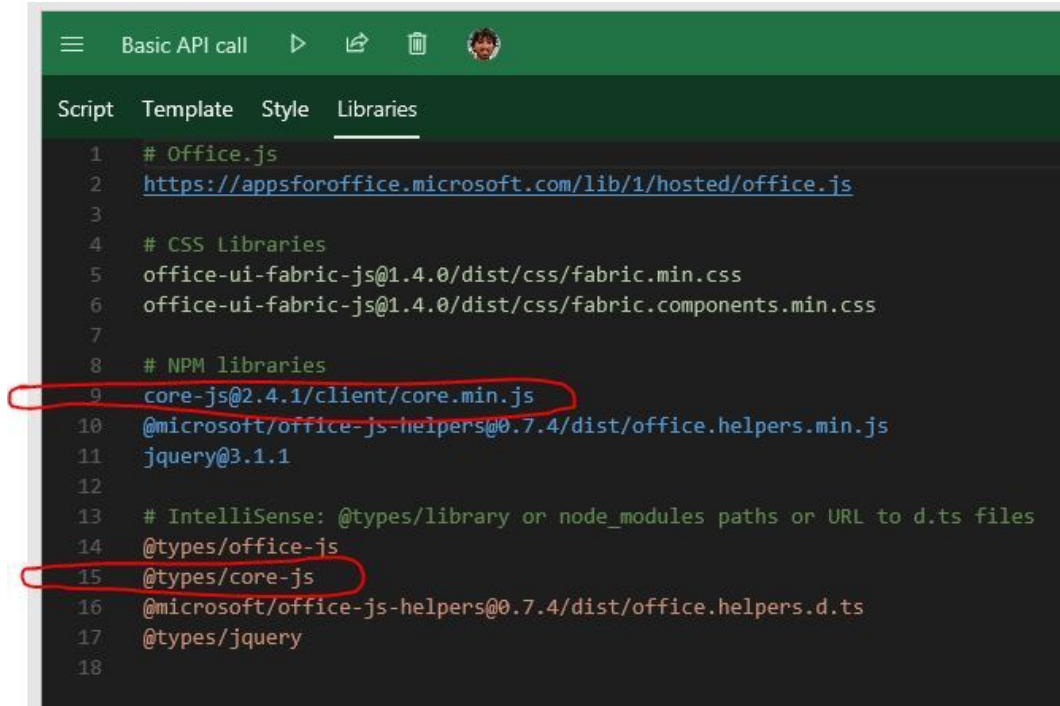 Basic API call
Script Template Style Libraries
1 # Office.js
2 https://appsforoffice.microsoft.com/lib/1/hosted/office.js
3
4 # CSS Libraries
5 office-ui-fabric-js@1.4.0/dist/css/fabric.min.css
6 office-ui-fabric-js@1.4.0/dist/css/fabric.components.min.css
7
8 # NPM libraries
9 core-js@2.4.1/client/core.min.js
10 @microsoft/office-js-helpers@0.7.4/dist/office.helpers.min.js
11 jquery@3.1.1
12
13 # IntelliSense: @types/library or node_modules paths or URL to d.ts files
14 @types/office-js
15 @types/core-js
16 @microsoft/office-js-helpers@0.7.4/dist/office.helpers.d.ts
17 @types/jquery
18